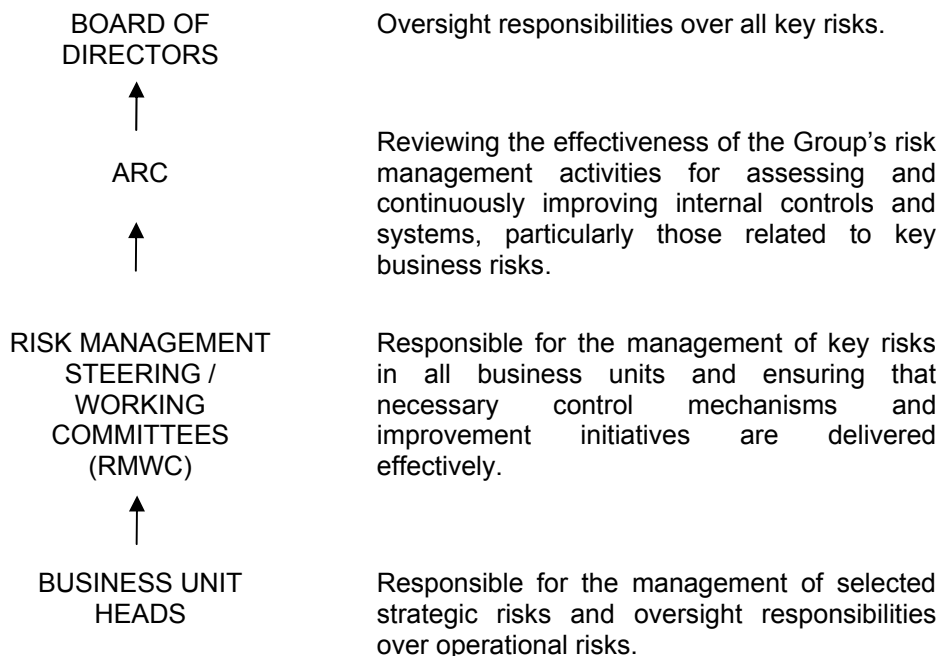 BOARD OF
DIRECTORS
Oversight responsibilities over all key risks.
ARC
Reviewing the effectiveness of the Group’s risk
management activities for assessing and
continuously improving internal controls and
systems, particularly those related to key
business risks.
RISK MANAGEMENT
STEERING /
WORKING
COMMITTEES
(RMWC)
Responsible for the management of key risks
in all business units and ensuring that
necessary control mechanisms and
improvement initiatives are delivered
effectively.
BUSINESS UNIT
HEADS
Responsible for the management of selected
strategic risks and oversight responsibilities
over operational risks.